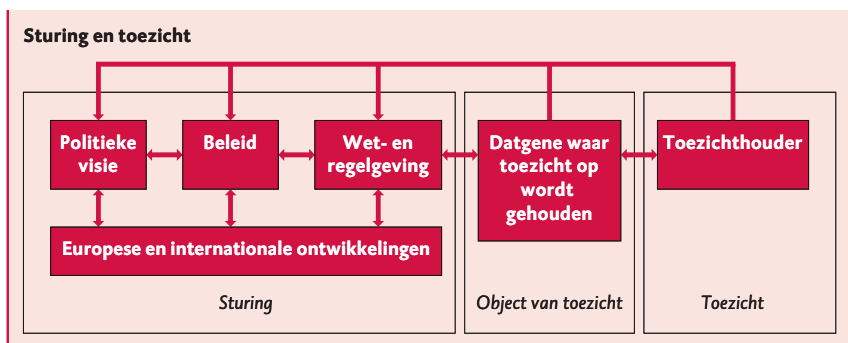 Sturing en toezicht
Politieke
visie
Beleid
Wet- en
regelgeving
Datgene waar
toezicht op
wordt
gehouden
Toezichthouder
Europese en internationale ontwikkelingen
Sturing
Object van toezicht
Toezicht